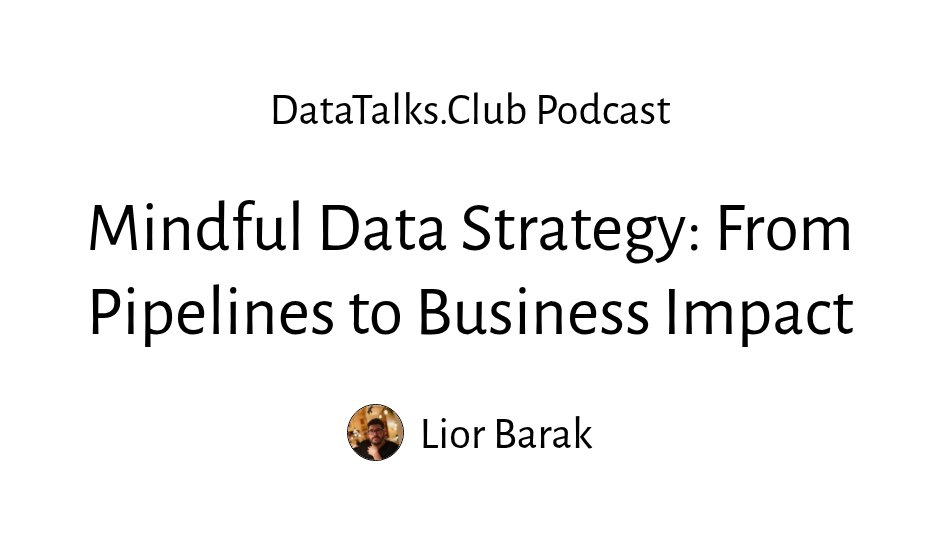 DataTalks.Club Podcast
Mindful Data Strategy: From
Pipelines to Business Impact
Lior Barak